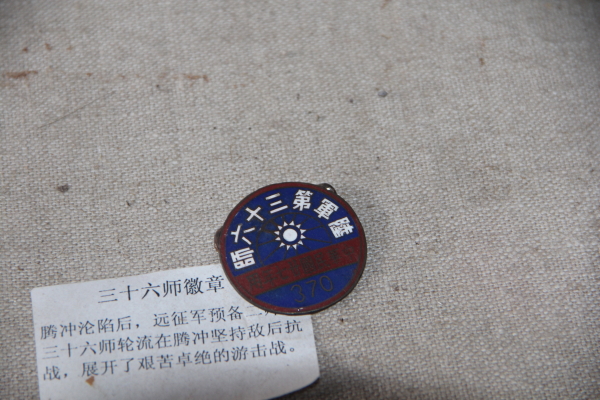 陸軍第三十六師
270
三十六师徽章
腾冲沦陷后，远征军预备二
三十六师轮流在腾冲坚持敌后抗
战，展开了艰苦卓绝的游击战。